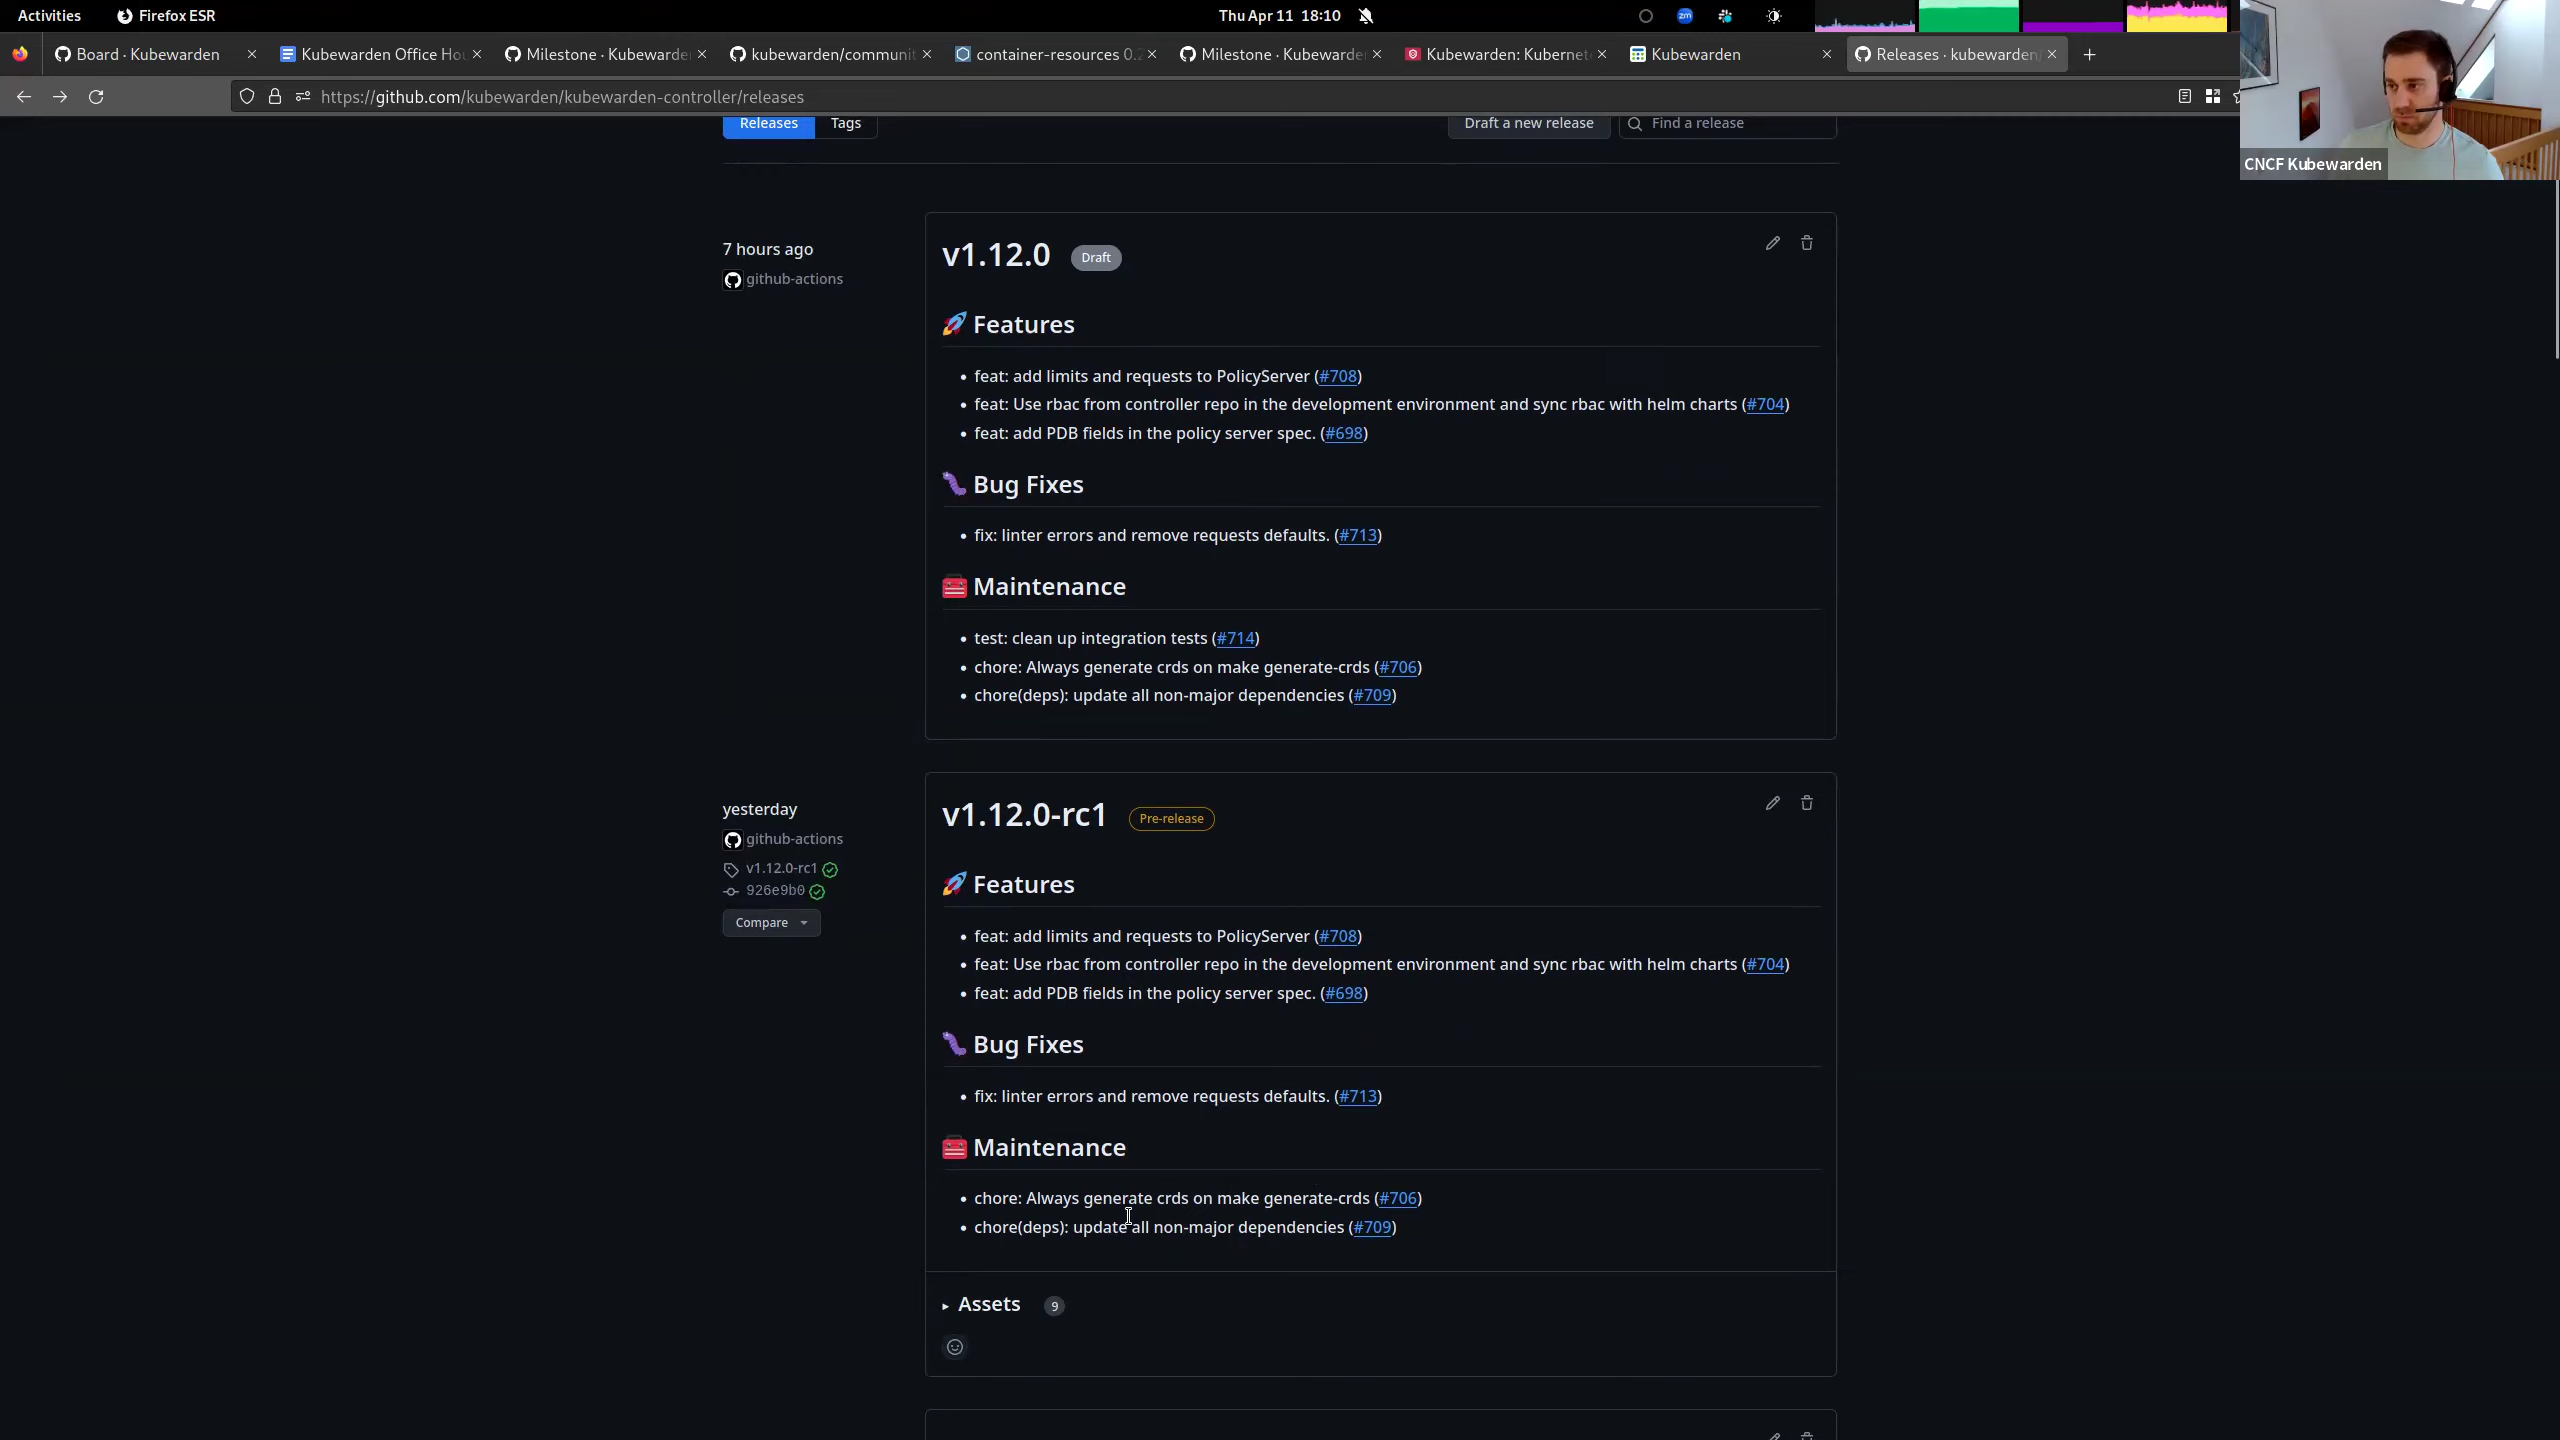 Activities Firefox ESR Thu Apr 11 18:10 zm
Board · Kubewarden Kubewarden Office Hou Milestone · Kubewarde kubewarden/communit container-resources 0.2 Milestone · Kubewarde Kubewarden: Kubernet Kubewarden Releases · kubewarden/
https://github.com/kubewarden/kubewarden-controller/releases
CNCF Kubewarden
Releases Tags Draft a new release Find a release
7 hours ago
github-actions
v1.12.0 Draft
Features
• feat: add limits and requests to PolicyServer (#708)
• feat: Use rbac from controller repo in the development environment and sync rbac with helm charts (#704)
• feat: add PDB fields in the policy server spec. (#698)
Bug Fixes
• fix: linter errors and remove requests defaults. (#713)
Maintenance
• test: clean up integration tests (#714)
• chore: Always generate crds on make generate-crds (#706)
• chore(deps): update all non-major dependencies (#709)
yesterday
github-actions
v1.12.0-rc1
926e9b0
Compare
v1.12.0-rc1 Pre-release
Features
• feat: add limits and requests to PolicyServer (#708)
• feat: Use rbac from controller repo in the development environment and sync rbac with helm charts (#704)
• feat: add PDB fields in the policy server spec. (#698)
Bug Fixes
• fix: linter errors and remove requests defaults. (#713)
Maintenance
• chore: Always generate crds on make generate-crds (#706)
• chore(deps): update all non-major dependencies (#709)
Assets 9